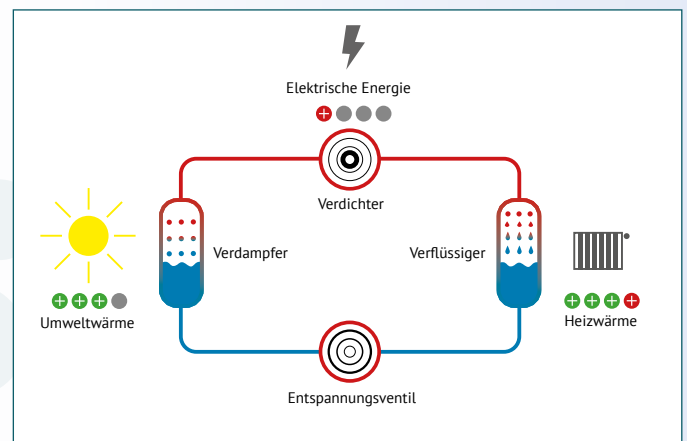 Elektrische Energie
Verdichter
Verdampfer
Verflüssiger
Umweltwärme
Heizwärme
Entspannungsventil